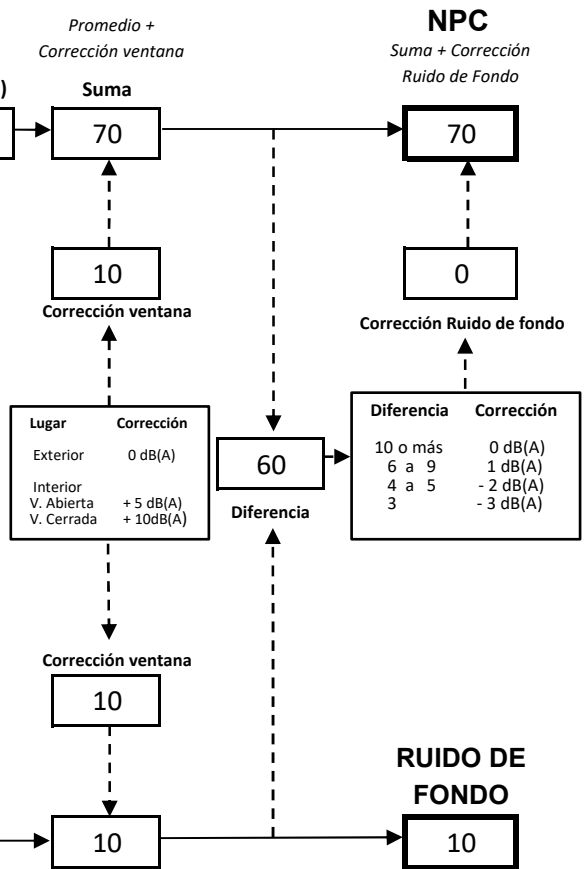 Promedio +
Corrección ventana
NPC
Suma + Corrección
Ruido de Fondo
)
Suma
70
70
10
0
Corrección ventana
Corrección Ruido de fondo
Lugar Corrección
Exterior 0 dB(A)
Interior
V. Abierta + 5 dB(A)
V. Cerrada + 10dB(A)
60
Diferencia
Diferencia Corrección
10 o más 0 dB(A)
6 a 9 1 dB(A)
4 a 5 - 2 dB(A)
3 - 3 dB(A)
Corrección ventana
10
RUIDO DE
FONDO
10
10